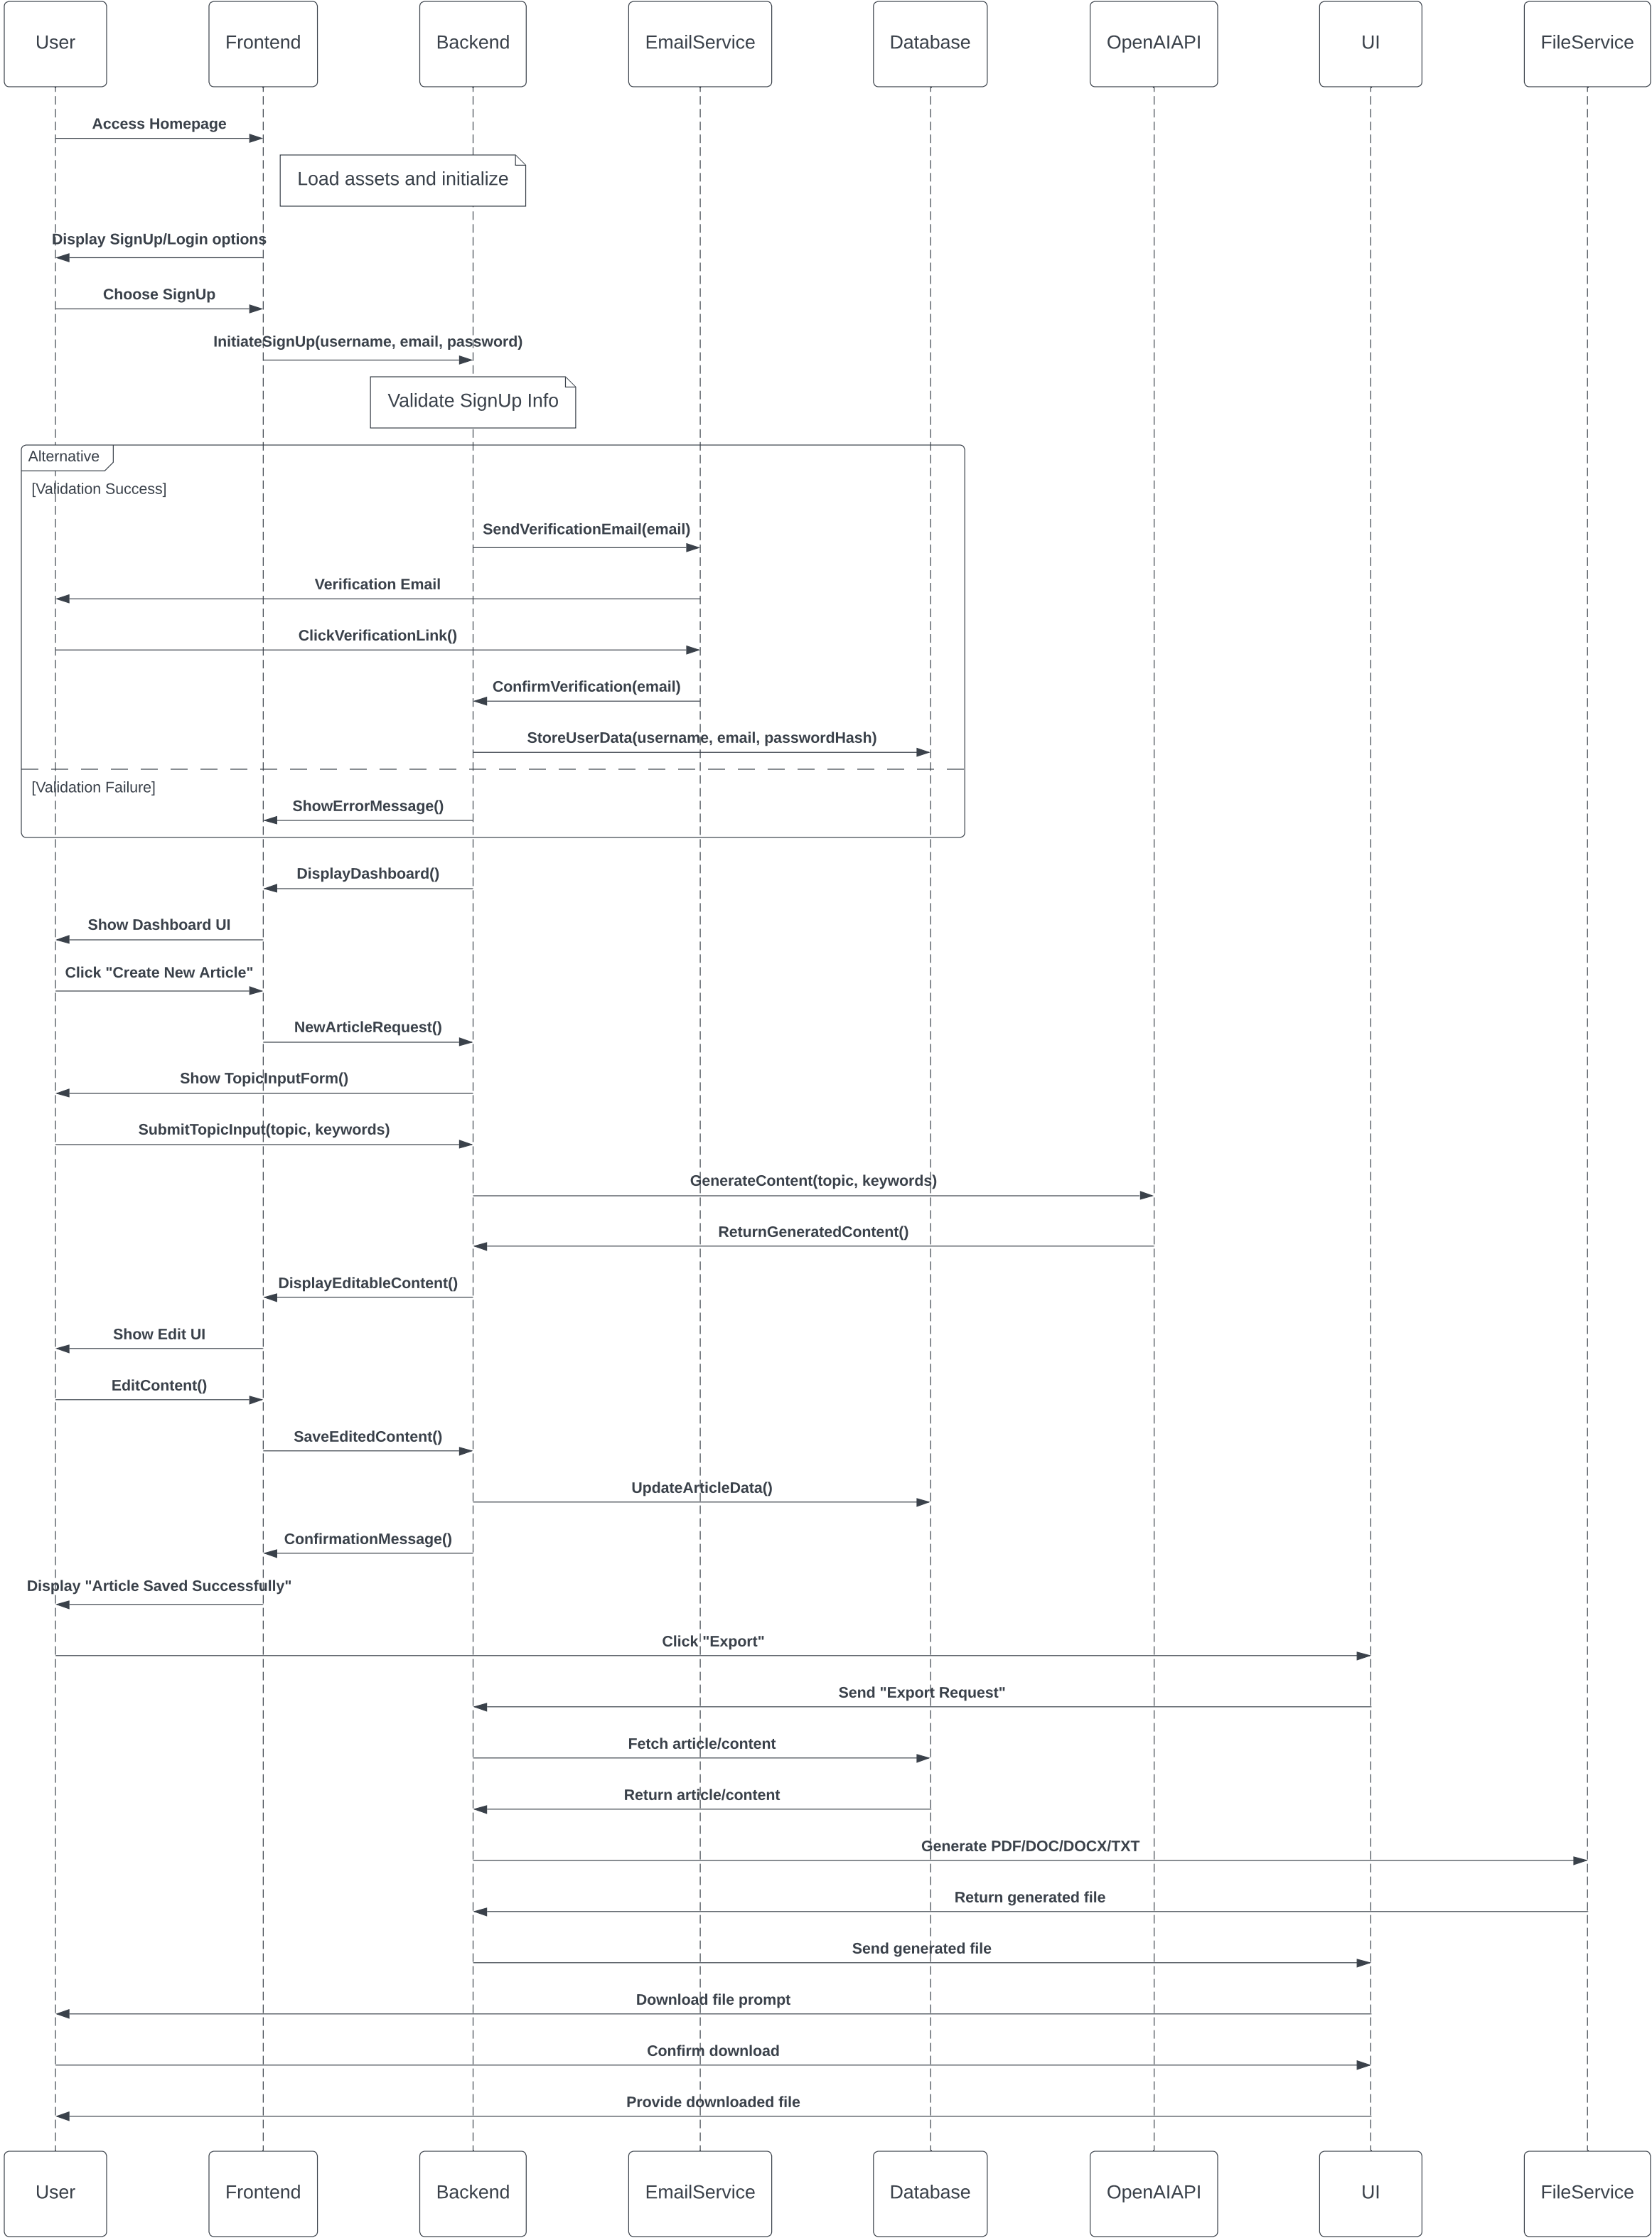 User
Frontend
Backend
EmailService
Database
OpenAIAPI
UI
FileService
Access Homepage
Load assets and initialize
Display SignUp/Login options
Choose SignUp
InitiateSignUp(username, email, password)
Validate SignUp Info
Alternative
[Validation Success]
SendVerificationEmail(email)
Verification Email
ClickVerificationLink()
ConfirmVerification(email)
StoreUserData(username, email, passwordHash)
[Validation Failure]
ShowErrorMessage()
DisplayDashboard()
Show Dashboard UI
Click "Create New Article"
NewArticleRequest()
Show TopicInputForm()
SubmitTopicInput(topic, keywords)
GenerateContent(topic, keywords)
ReturnGeneratedContent()
DisplayEditableContent()
Show Edit UI
EditContent()
SaveEditedContent()
UpdateArticleData()
ConfirmationMessage()
Display "Article Saved Successfully"
Click "Export"
Send "Export Request"
Fetch article/content
Return article/content
Generate PDF/DOC/DOCX/TXT
Return generated file
Send generated file
Download file prompt
Confirm download
Provide downloaded file
User
Frontend
Backend
EmailService
Database
OpenAIAPI
UI
FileService